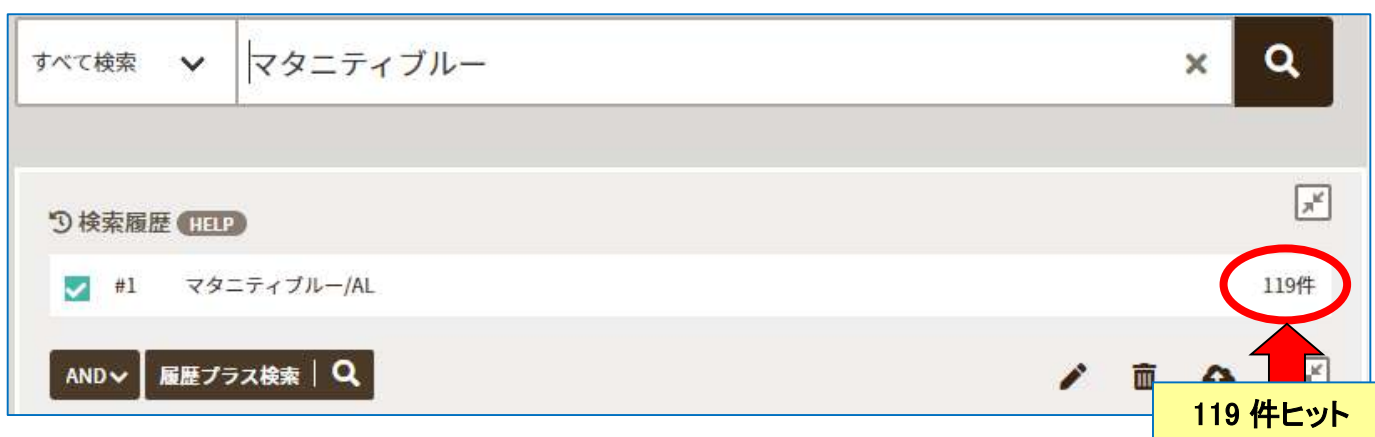 すべて検索 マタニティブルー
検索履歴 HELP
#1 マタニティブルー/AL 119件
AND 履歴プラス検索
119 件ヒット